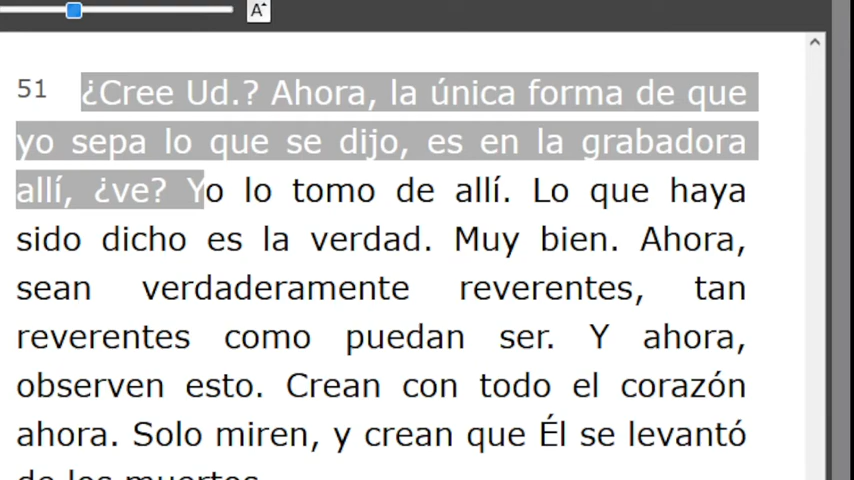 A
51 ¿Cree Ud.? Ahora, la única forma de que
yo sepa lo que se dijo, es en la grabadora
allí, ¿ve? Yo lo tomo de allí. Lo que haya
sido dicho es la verdad. Muy bien. Ahora,
sean verdaderamente reverentes, tan
reverentes como puedan ser. Y ahora,
observen esto. Crean con todo el corazón
ahora. Solo miren, y crean que Él se levantó
de los muertos.